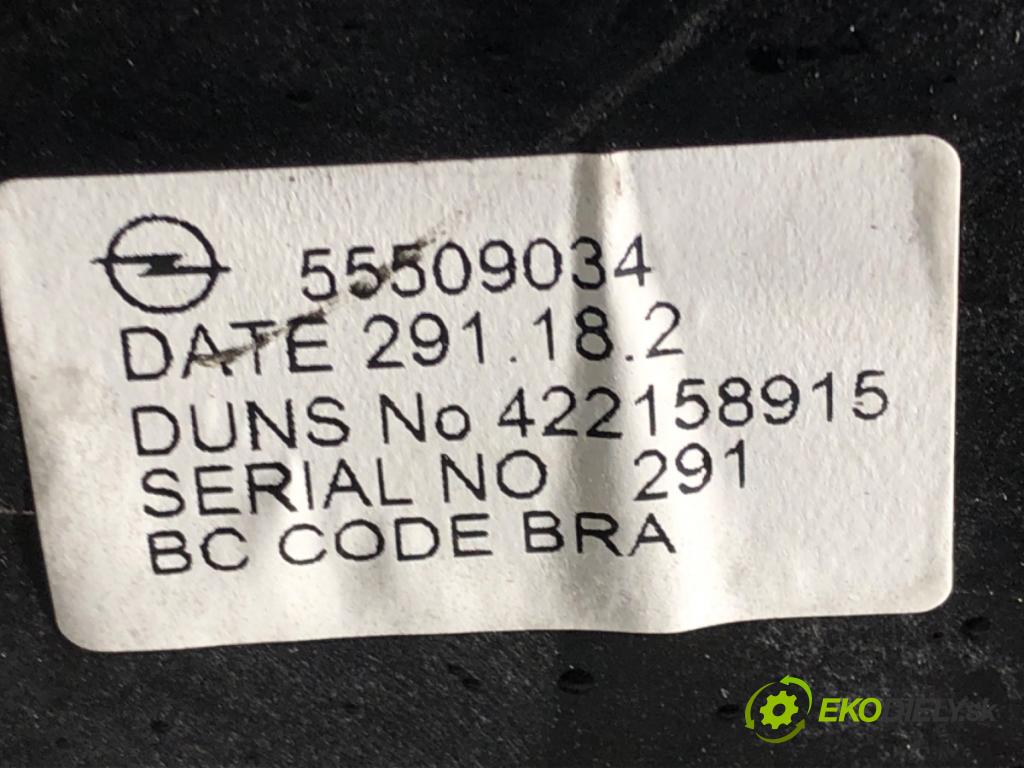 55509034
DATE 291.18.2
DUNS No 422158915
SERIAL NO 291
BC CODE BRA
EKODIELY.sk